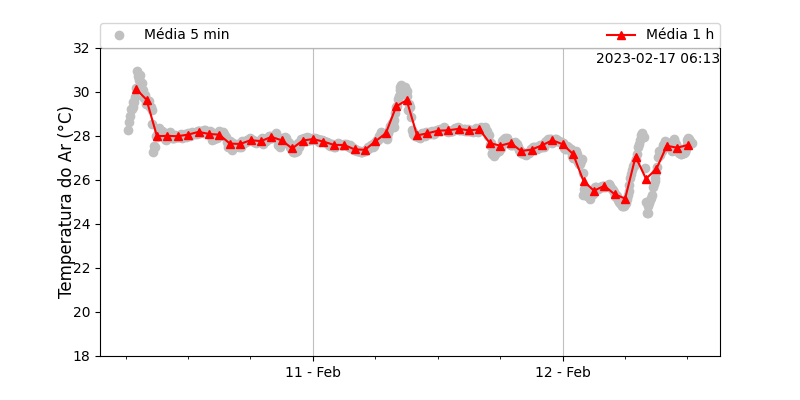 Média 5 min
Média 1 h
2023-02-17 06:13
Temperatura do Ar (°C)
32
30
28
26
24
22
20
18
11 - Feb
12 - Feb